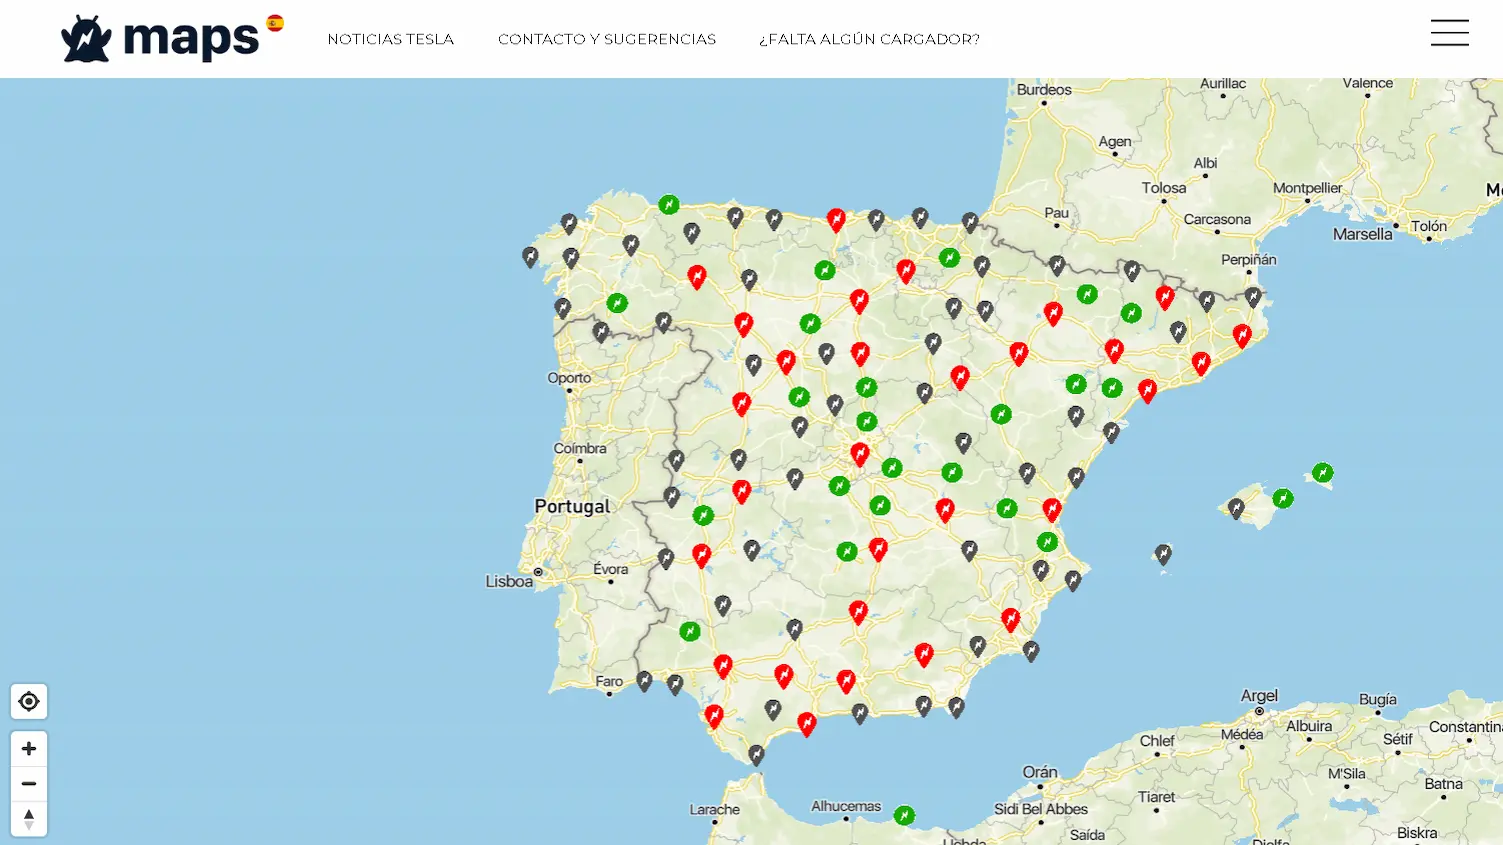 maps
NOTICIAS TESLA
CONTACTO Y SUGERENCIAS
¿FALTA ALGÚN CARGADOR?
Burdeos
Aurillac
Valence
Agen
Albi
Tolosa
Montpellier
Pau
Carcasona
Marsella
Tolón
Perpiñán
Oporto
Coímbra
Portugal
Lisboa
Évora
Faro
Argel
Bugía
Chlef
Médéa
Albuira
Sétif
Constantina
Orán
M'Sila
Batna
Larache
Alhucemas
Sidi Bel Abbes
Tiaret
Saída
Biskra